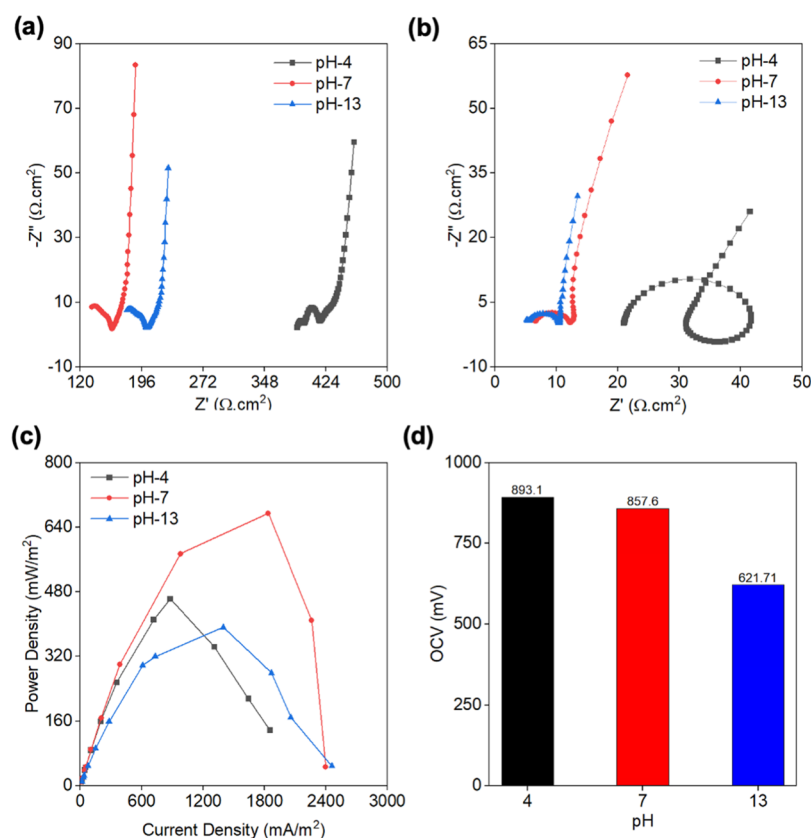 (a)
90
70
50
30
10
-10
-Z" (Ω.cm²)
pH-4
pH-7
pH-13
120 196 272 348 424 500
Z' (Ω.cm²)
(b)
65
50
35
20
5
-10
-Z" (Ω.cm²)
pH-4
pH-7
pH-13
0 10 20 30 40 50
Z' (Ω.cm²)
(c)
800
640
480
320
160
0
Power Density (mW/m²)
pH-4
pH-7
pH-13
0 600 1200 1800 2400 3000
Current Density (mA/m²)
(d)
1000
750
500
250
0
OCV (mV)
893.1
857.6
621.71
4 7 13
pH